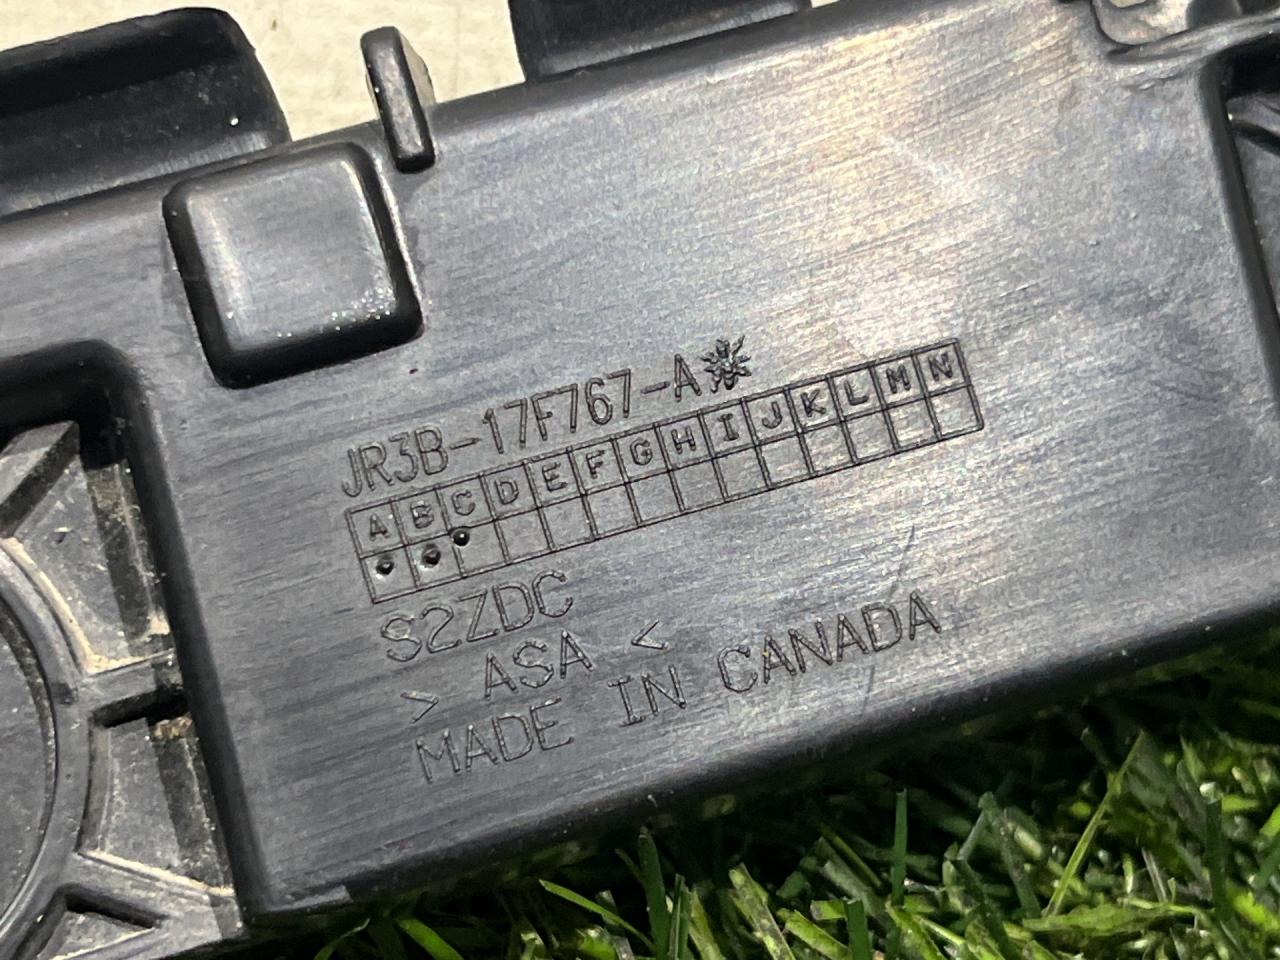 JR3B-17F767-A*
A B C D E F G H I J K L M N
S2ZDC
> ASA <
MADE IN CANADA